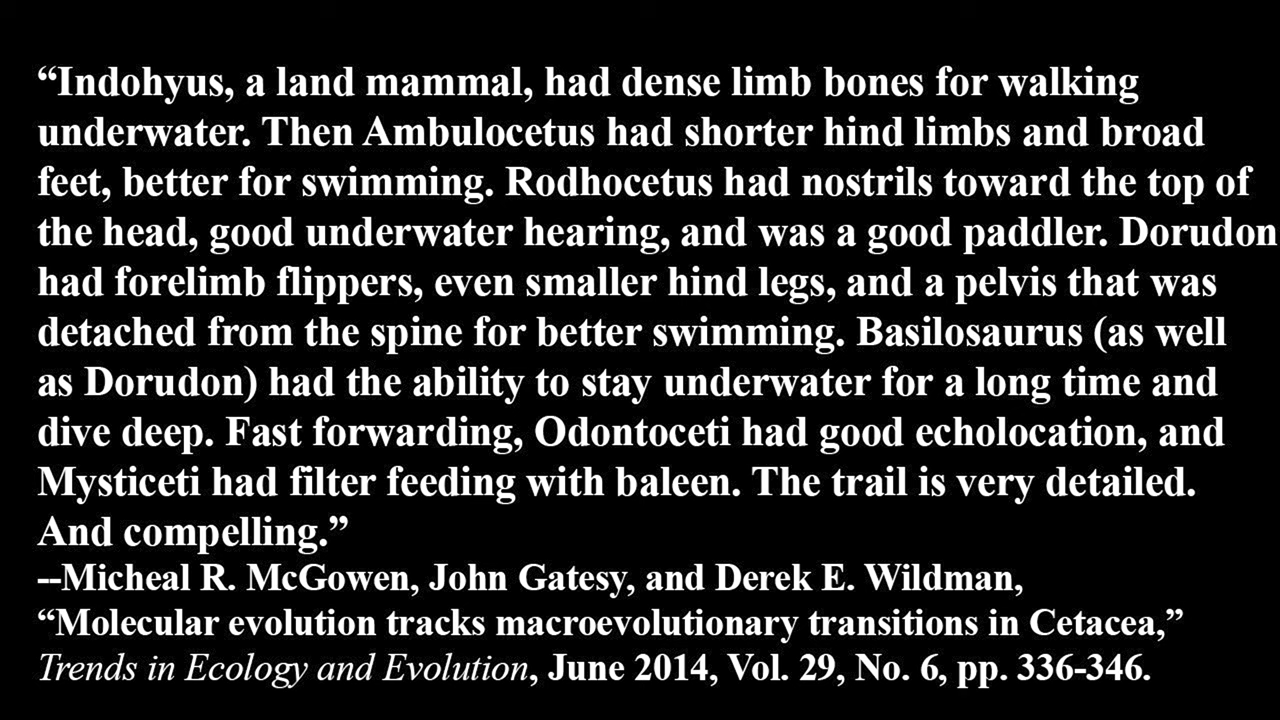 “Indohyus, a land mammal, had dense limb bones for walking
underwater. Then Ambulocetus had shorter hind limbs and broad
feet, better for swimming. Rodhocetus had nostrils toward the top of
the head, good underwater hearing, and was a good paddler. Dorudon
had forelimb flippers, even smaller hind legs, and a pelvis that was
detached from the spine for better swimming. Basilosaurus (as well
as Dorudon) had the ability to stay underwater for a long time and
dive deep. Fast forwarding, Odontoceti had good echolocation, and
Mysticeti had filter feeding with baleen. The trail is very detailed.
And compelling.”
--Micheal R. McGowen, John Gatesy, and Derek E. Wildman,
“Molecular evolution tracks macroevolutionary transitions in Cetacea,”
Trends in Ecology and Evolution, June 2014, Vol. 29, No. 6, pp. 336-346.